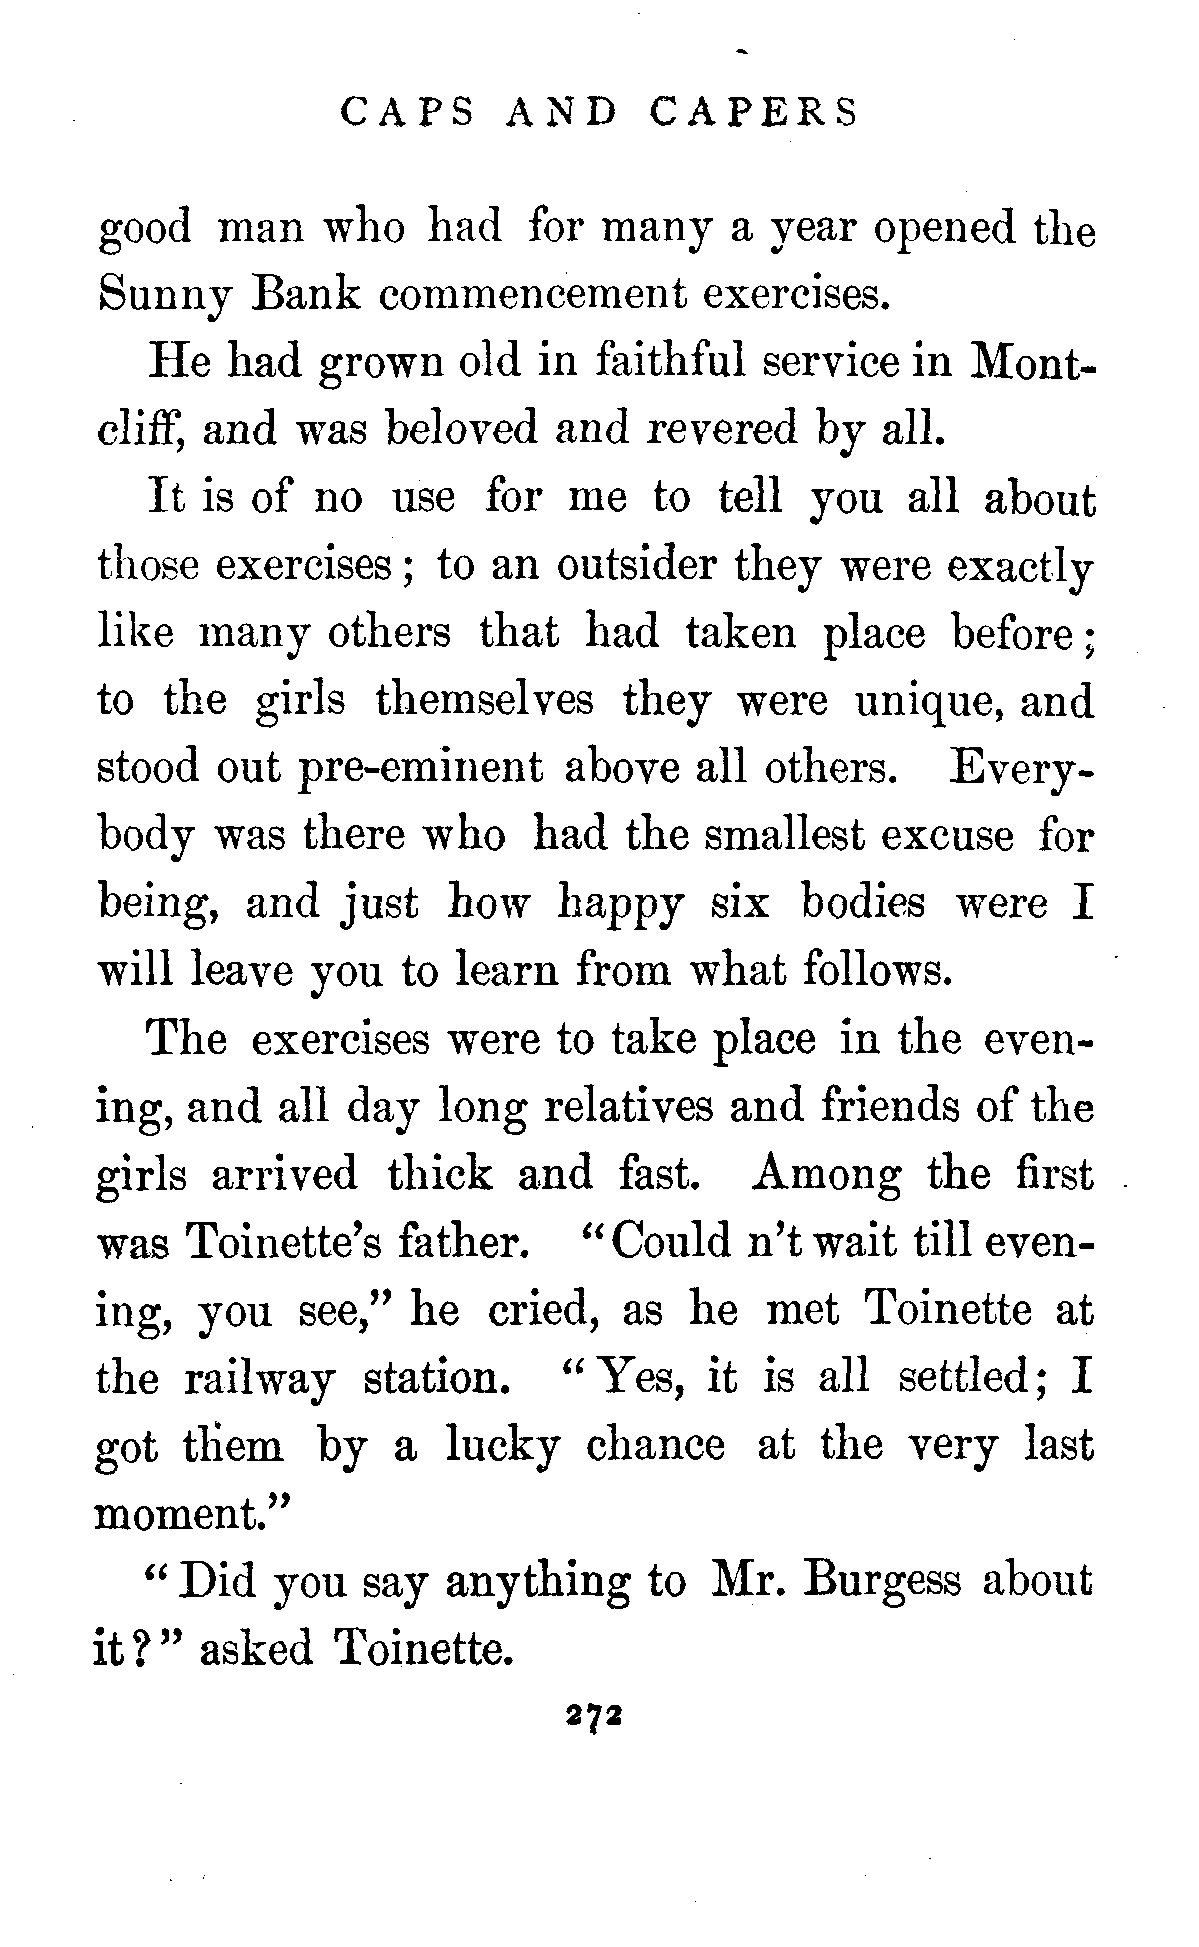 CAPS AND CAPERS
good man who had for many a year opened the
Sunny Bank commencement exercises.
He had grown old in faithful service in Mont-
cliff, and was beloved and revered by all.
It is of no use for me to tell you all about
those exercises; to an outsider they were exactly
like many others that had taken place before;
to the girls themselves they were unique, and
stood out pre-eminent above all others. Every-
body was there who had the smallest excuse for
being, and just how happy six bodies were I
will leave you to learn from what follows.
The exercises were to take place in the even-
ing, and all day long relatives and friends of the
girls arrived thick and fast. Among the first
was Toinette's father. "Could n't wait till even-
ing, you see," he cried, as he met Toinette at
the railway station. "Yes, it is all settled; I
got them by a lucky chance at the very last
moment."
"Did you say anything to Mr. Burgess about
it?" asked Toinette.
272